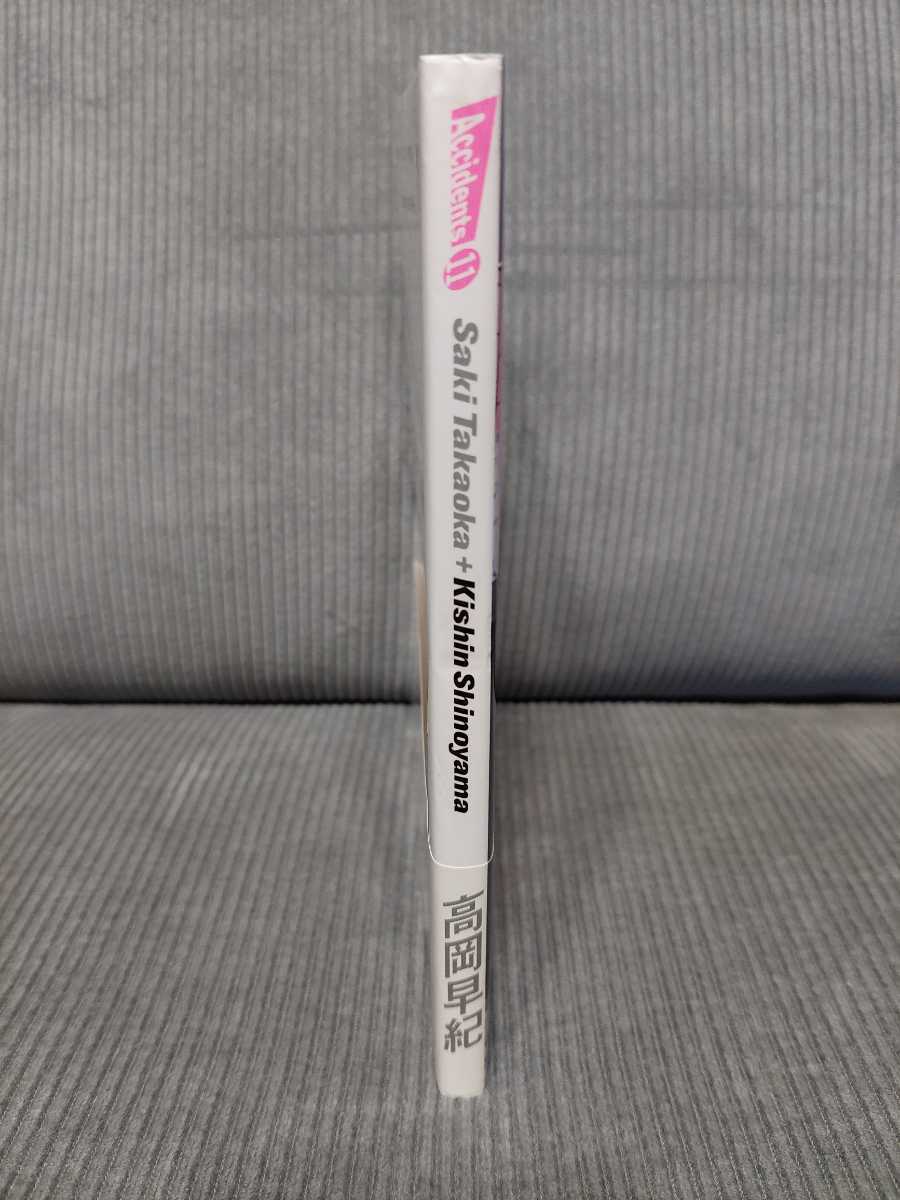 Accidents 11
Saki Takaoka + Kishin Shinoyama
高岡早紀